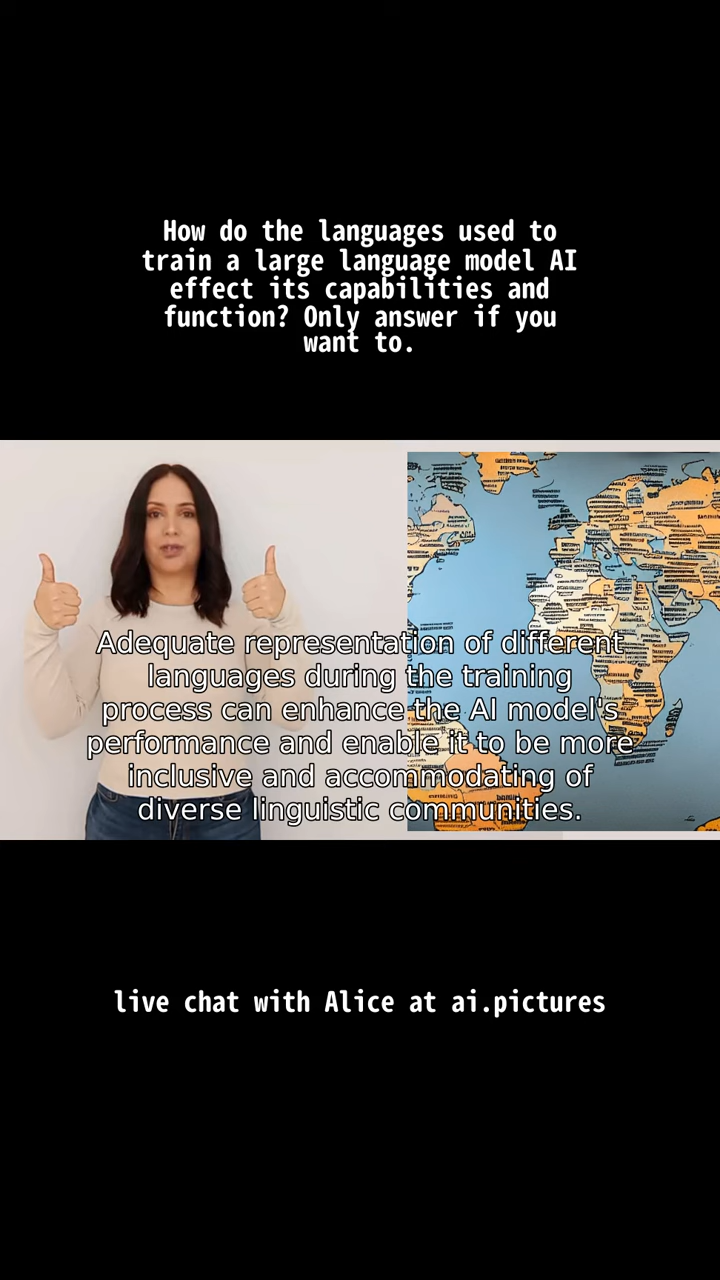 How do the languages used to
train a large language model AI
effect its capabilities and
function? Only answer if you
want to.
Adequate representation of different
languages during the training
process can enhance the AI model's
performance and enable it to be more
inclusive and accommodating of
diverse linguistic communities.
live chat with Alice at ai.pictures